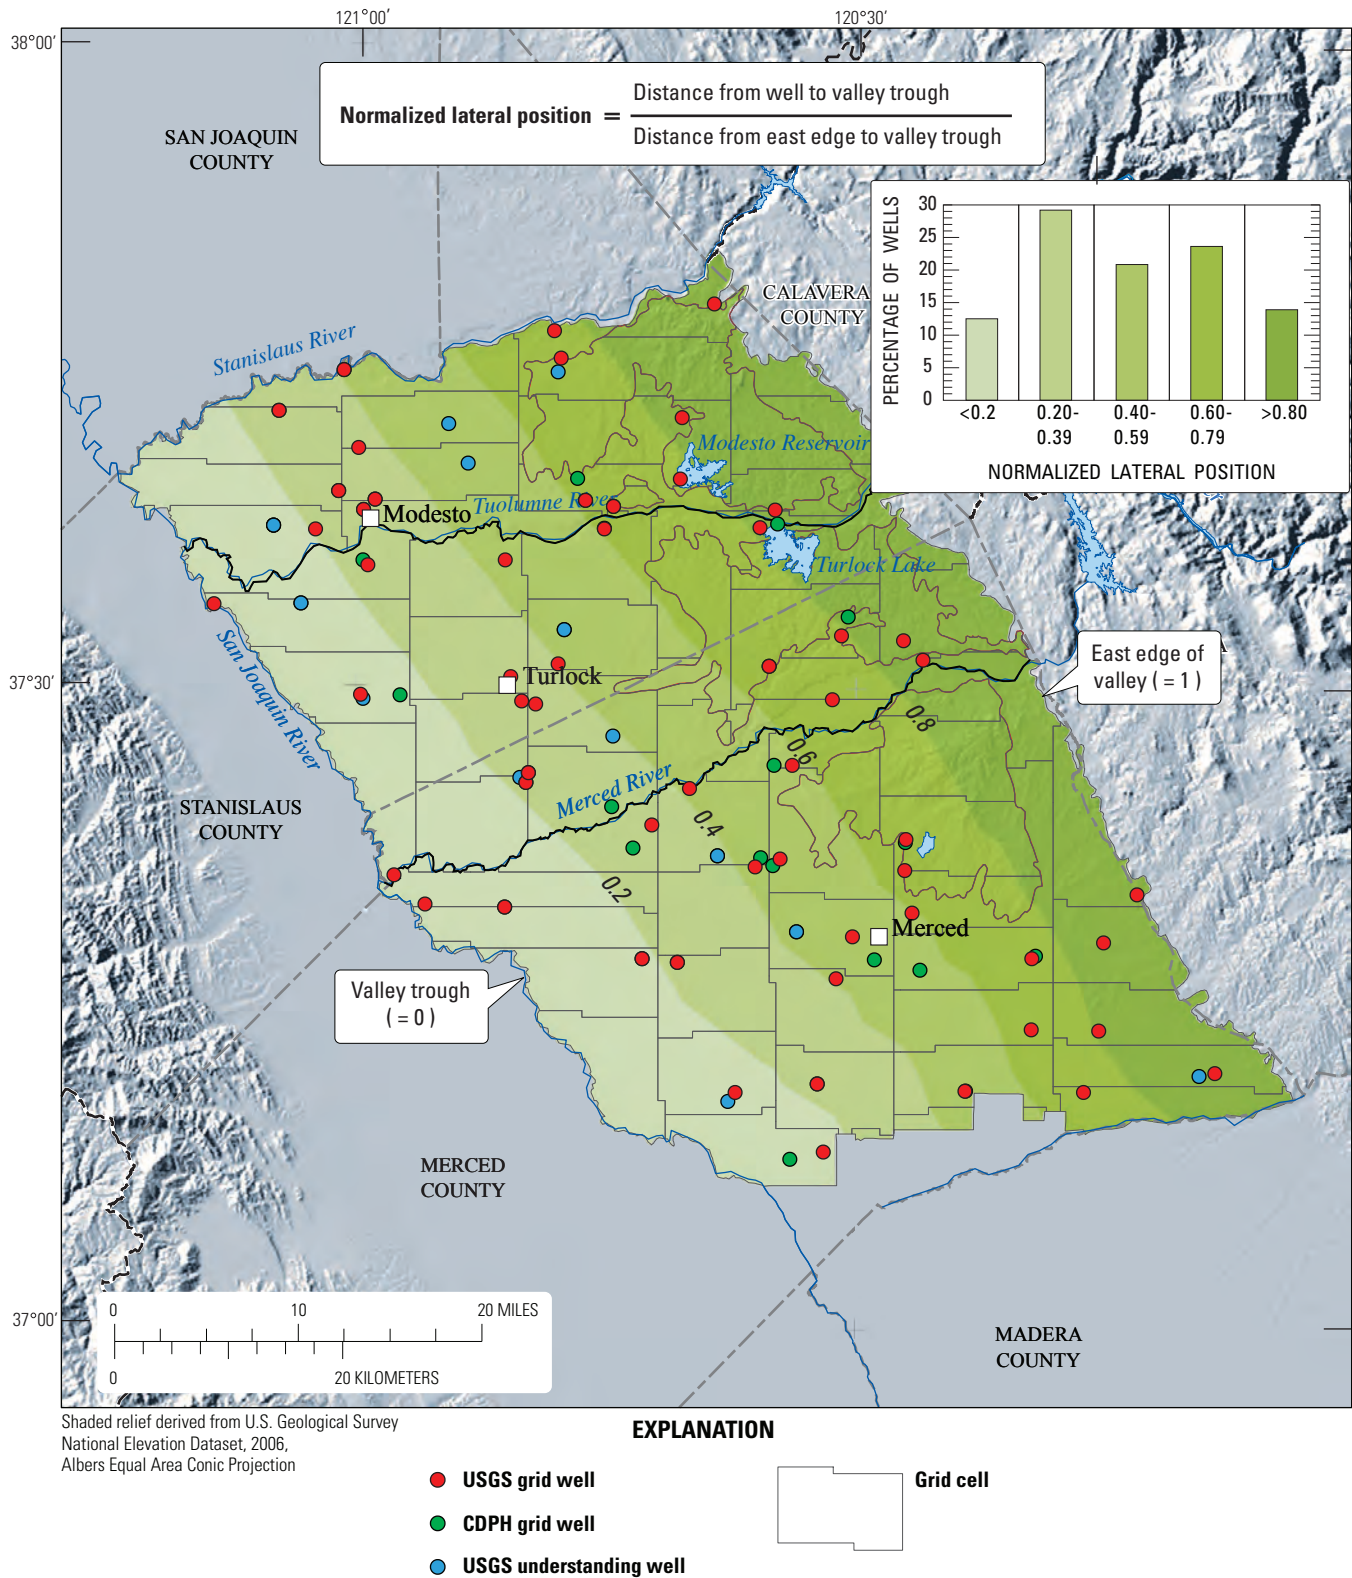 121°00'
120°30'
38°00'
Normalized lateral position =
Distance from well to valley trough
Distance from east edge to valley trough
SAN JOAQUIN
COUNTY
PERCENTAGE OF WELLS
30
25
20
15
10
5
0
<0.2
0.20-
0.39
0.40-
0.59
0.60-
0.79
>0.80
NORMALIZED LATERAL POSITION
CALAVERA
COUNTY
Stanislaus River
Modesto Reservoir
Tuolumne River
Modesto
Turlock Lake
San Joaquin River
Turlock
East edge of
valley ( = 1 )
37°30'
0.8
0.6
Merced River
0.4
STANISLAUS
COUNTY
0.2
Merced
Valley trough
( = 0 )
MERCED
COUNTY
37°00'
0
10
20 MILES
0
20 KILOMETERS
MADERA
COUNTY
Shaded relief derived from U.S. Geological Survey
National Elevation Dataset, 2006,
Albers Equal Area Conic Projection
EXPLANATION
USGS grid well
CDPH grid well
USGS understanding well
Grid cell